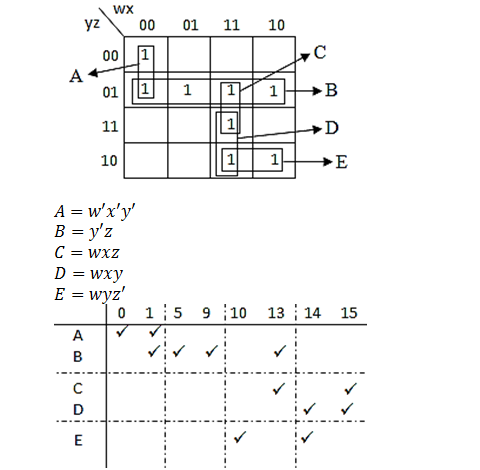 wx
yz 00 01 11 10
00 1 C
A
01 1 1 1 1 B
11 1 D
10 1 1 E
A = w'x'y'
B = y'z
C = wxz
D = wxy
E = wyz'
0 1 5 9 10 13 14 15
A ✓ ✓
B ✓ ✓ ✓ ✓
C ✓ ✓
D ✓ ✓
E ✓ ✓